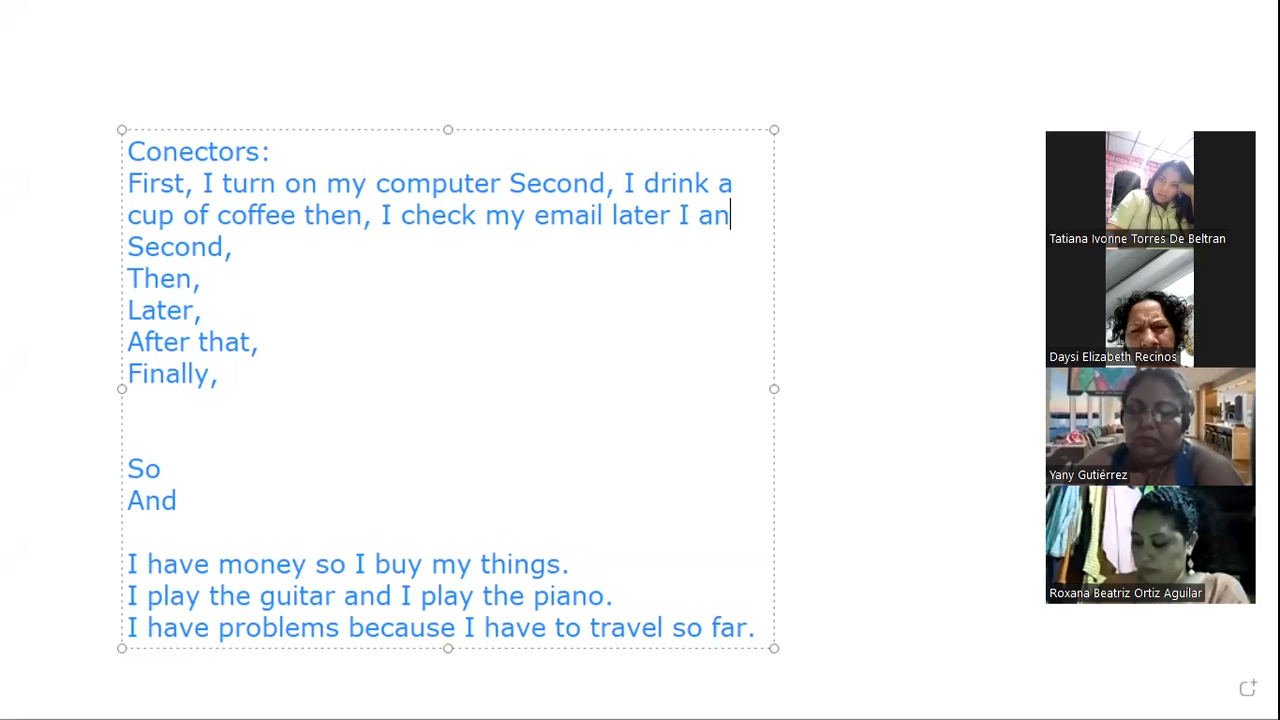 Conectors:
First, I turn on my computer Second, I drink a
cup of coffee then, I check my email later I an
Second,
Then,
Later,
After that,
Finally,
So
And
I have money so I buy my things.
I play the guitar and I play the piano.
I have problems because I have to travel so far.
Tatiana Ivonne Torres De Beltran
Daysi Elizabeth Recinos
Yany Gutiérrez
Roxana Beatriz Ortiz Aguilar